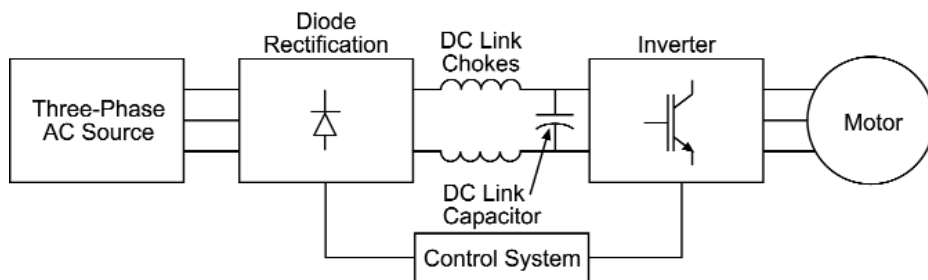 Diode
Rectification
DC Link
Chokes
Inverter
Three-Phase
AC Source
Motor
DC Link
Capacitor
Control System